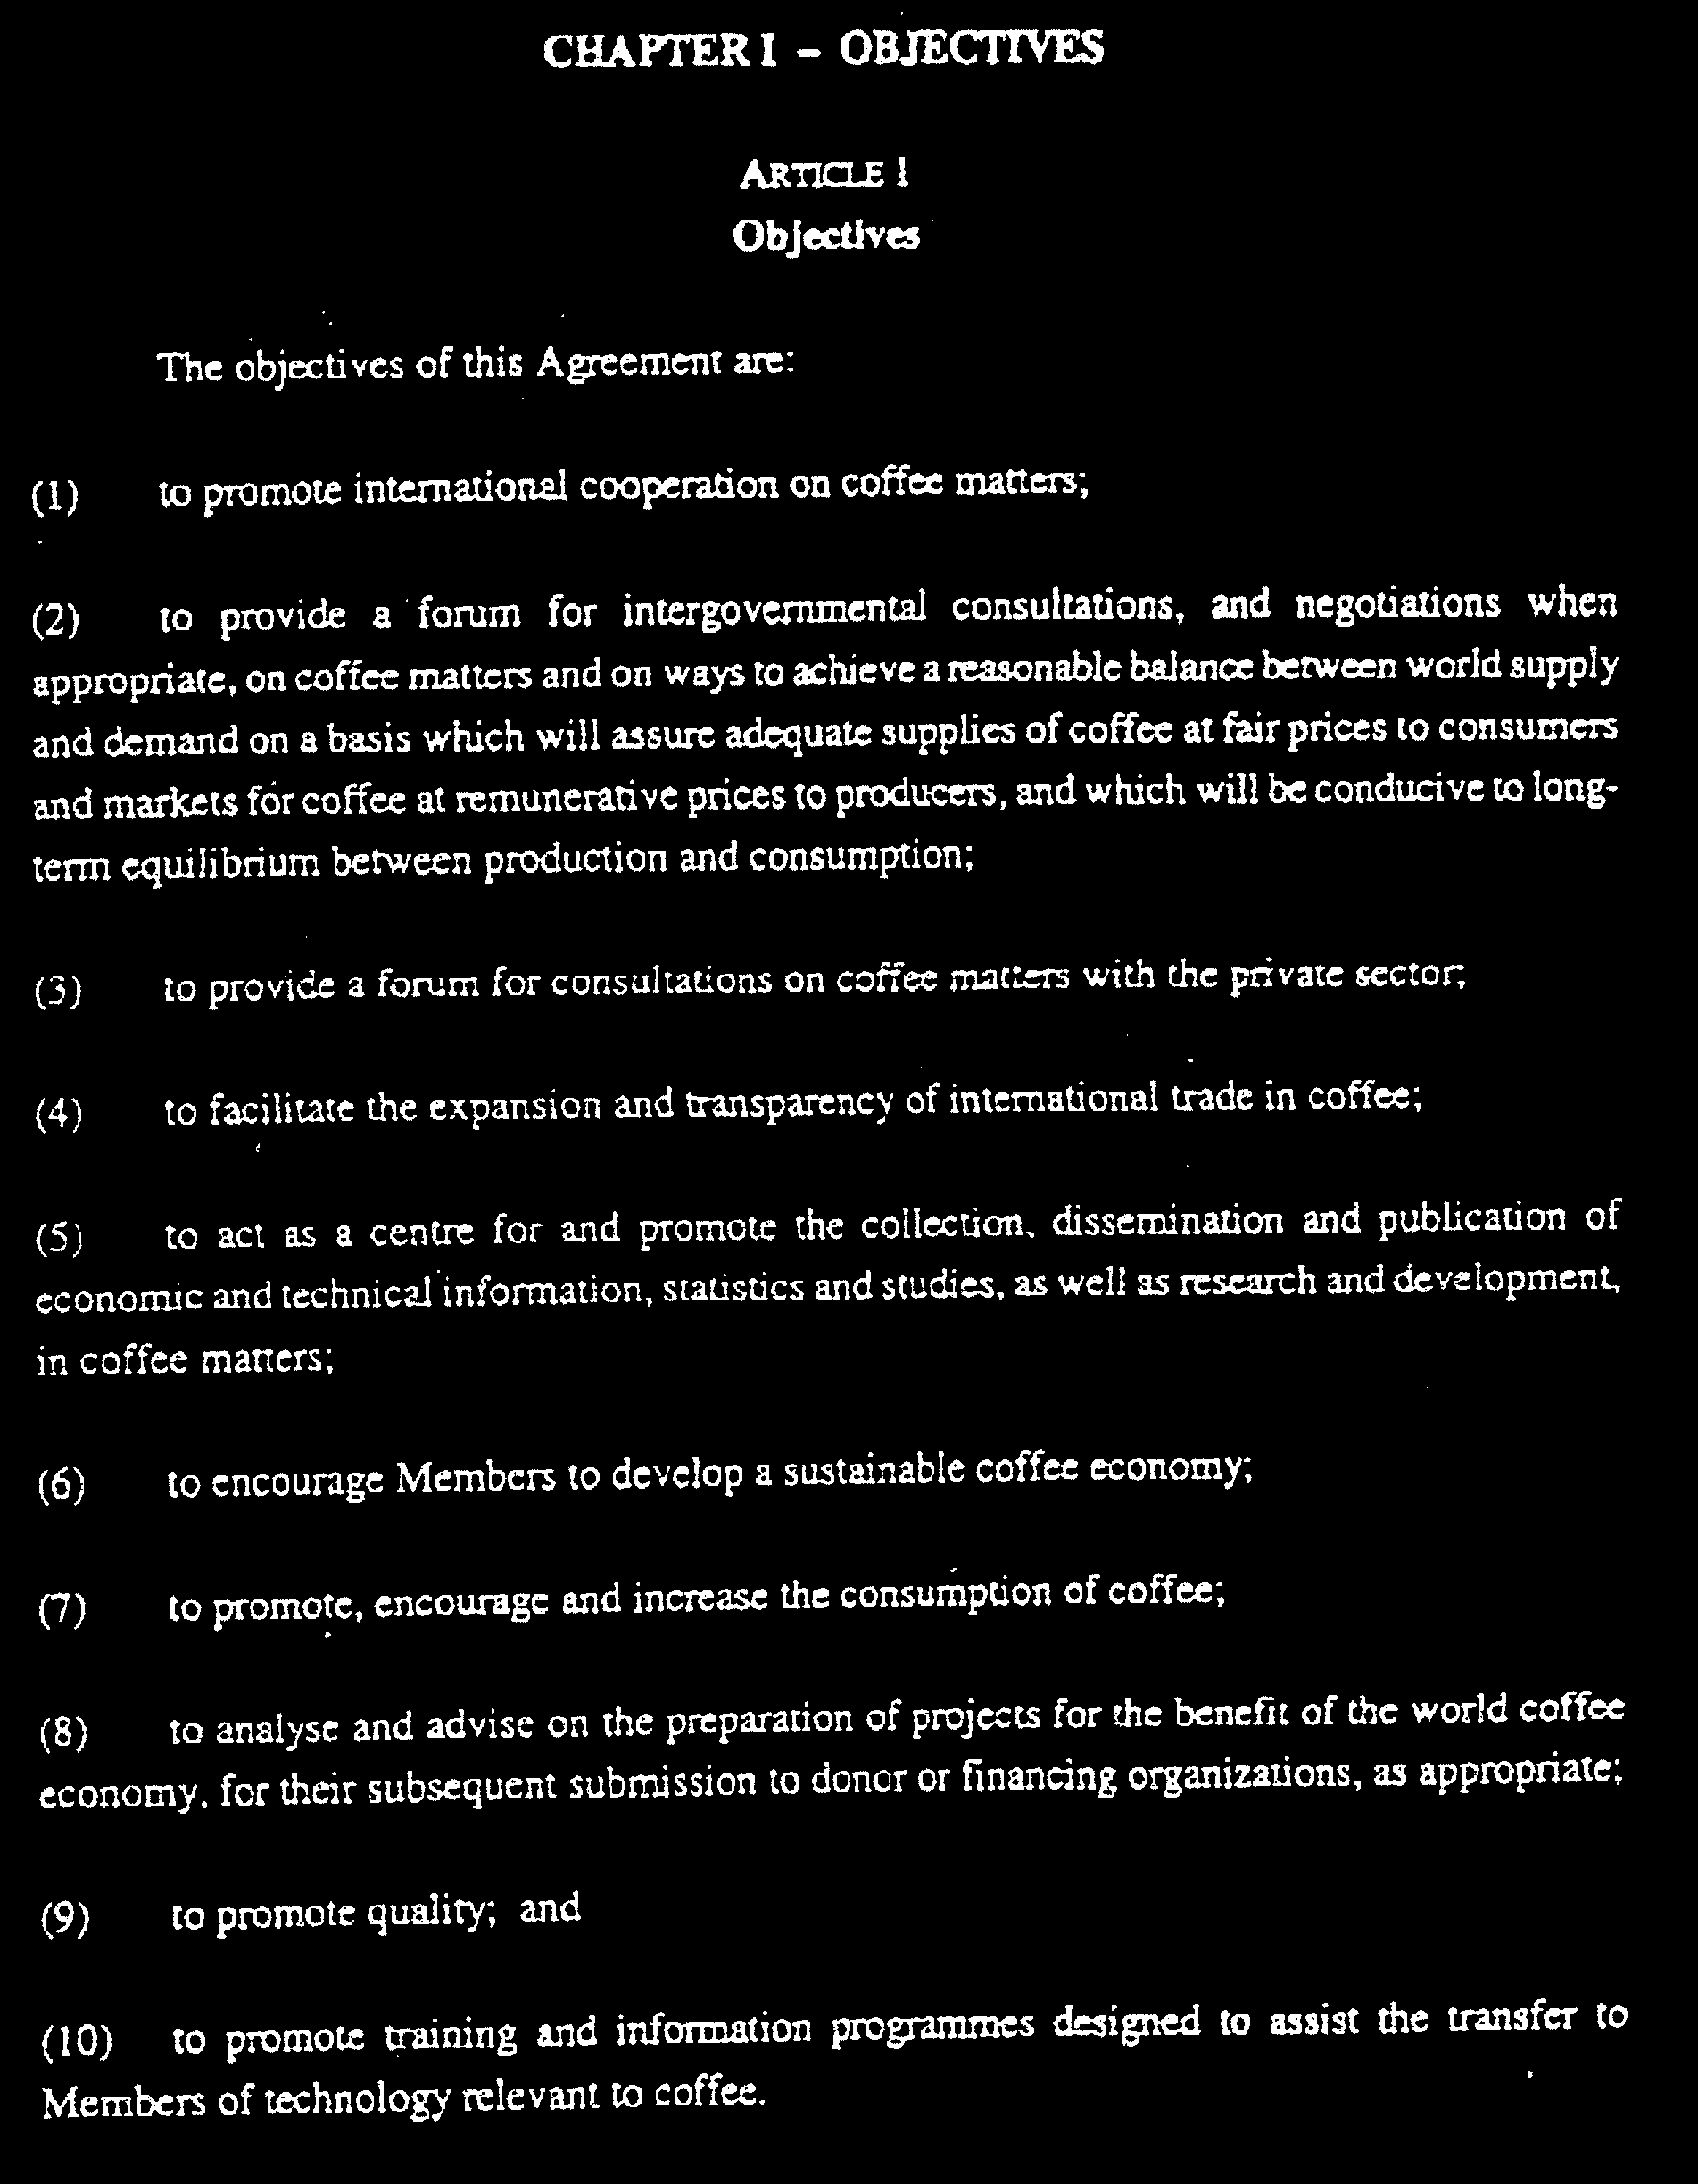 CHAPTER I – OBJECTIVES
ARTICLE 1
Objectives
The objectives of this Agreement are:
(1) to promote international cooperation on coffee matters;
(2) to provide a forum for intergovernmental consultations, and negotiations when
appropriate, on coffee matters and on ways to achieve a reasonable balance between world supply
and demand on a basis which will assure adequate supplies of coffee at fair prices to consumers
and markets for coffee at remunerative prices to producers, and which will be conducive to long-
term equilibrium between production and consumption;
(3) to provide a forum for consultations on coffee matters with the private sector;
(4) to facilitate the expansion and transparency of international trade in coffee;
(5) to act as a centre for and promote the collection, dissemination and publication of
economic and technical information, statistics and studies, as well as research and development,
in coffee matters;
(6) to encourage Members to develop a sustainable coffee economy;
(7) to promote, encourage and increase the consumption of coffee;
(8) to analyse and advise on the preparation of projects for the benefit of the world coffee
economy, for their subsequent submission to donor or financing organizations, as appropriate;
(9) to promote quality; and
(10) to promote training and information programmes designed to assist the transfer to
Members of technology relevant to coffee.